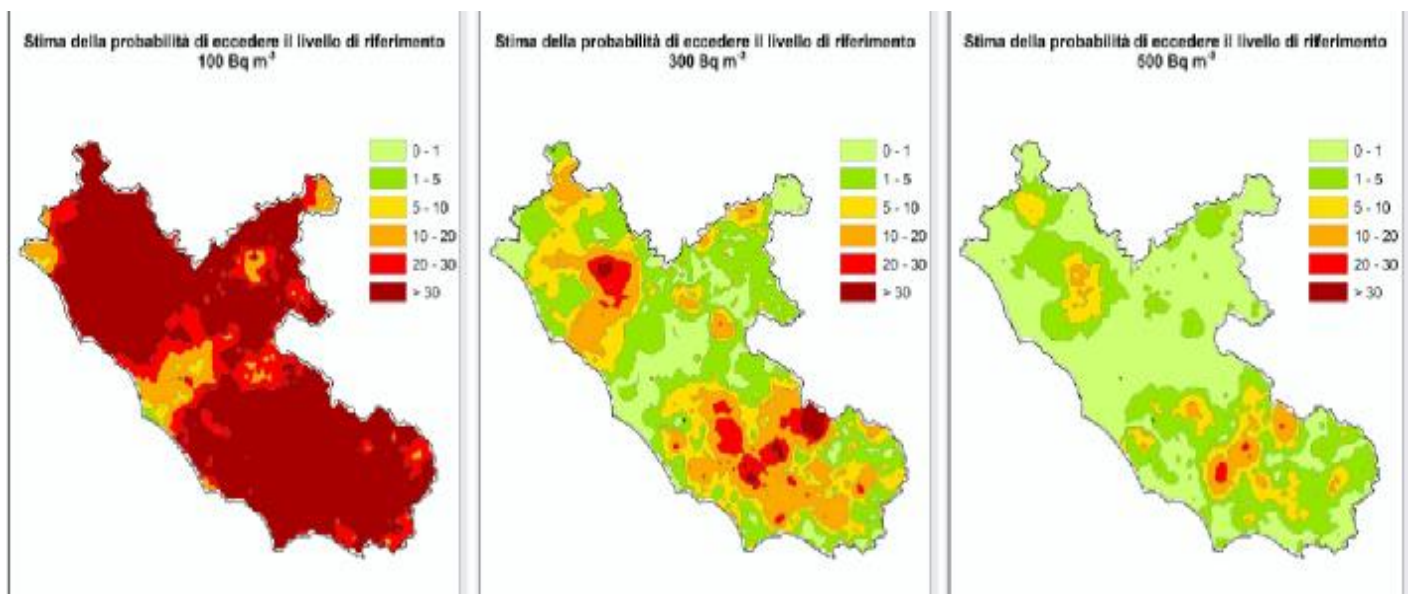 Stima della probabilità di eccedere il livello di riferimento
100 Bq m⁻³
0 - 1
1 - 5
5 - 10
10 - 20
20 - 30
> 30
Stima della probabilità di eccedere il livello di riferimento
300 Bq m⁻³
0 - 1
1 - 5
5 - 10
10 - 20
20 - 30
> 30
Stima della probabilità di eccedere il livello di riferimento
500 Bq m⁻³
0 - 1
1 - 5
5 - 10
10 - 20
20 - 30
> 30